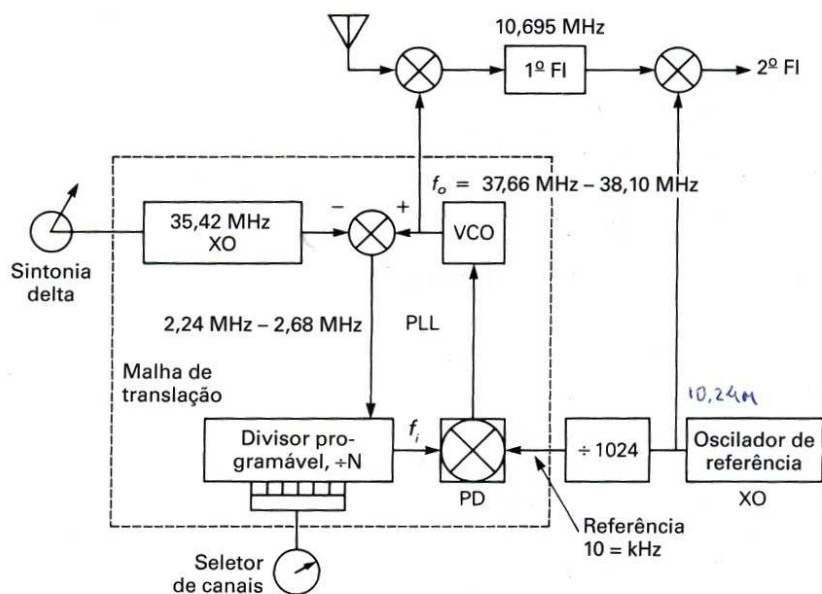 10,695 MHz
1º FI
2º FI
f_o = 37,66 MHz – 38,10 MHz
35,42 MHz
XO
–
+
VCO
Sintonia
delta
2,24 MHz – 2,68 MHz
PLL
Malha de
translação
10,24M
Divisor pro-
gramável, ÷N
f_i
÷ 1024
Oscilador de
referência
PD
XO
Referência
10 = kHz
Seletor
de canais